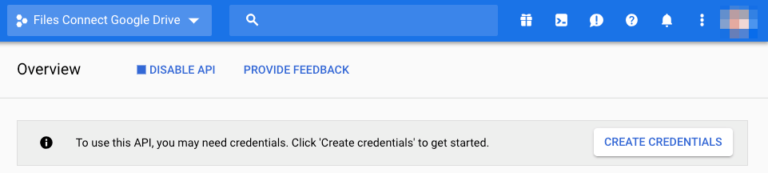 Files Connect Google Drive
Overview
DISABLE API
PROVIDE FEEDBACK
To use this API, you may need credentials. Click 'Create credentials' to get started.
CREATE CREDENTIALS